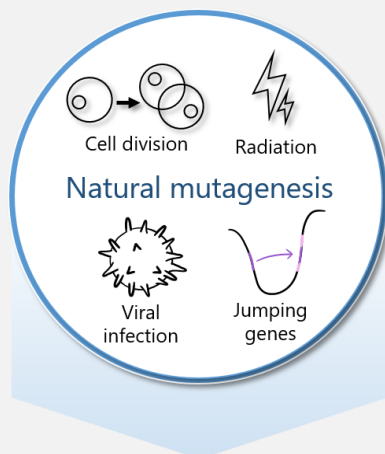 Cell division
Radiation
Natural mutagenesis
Viral
infection
Jumping
genes